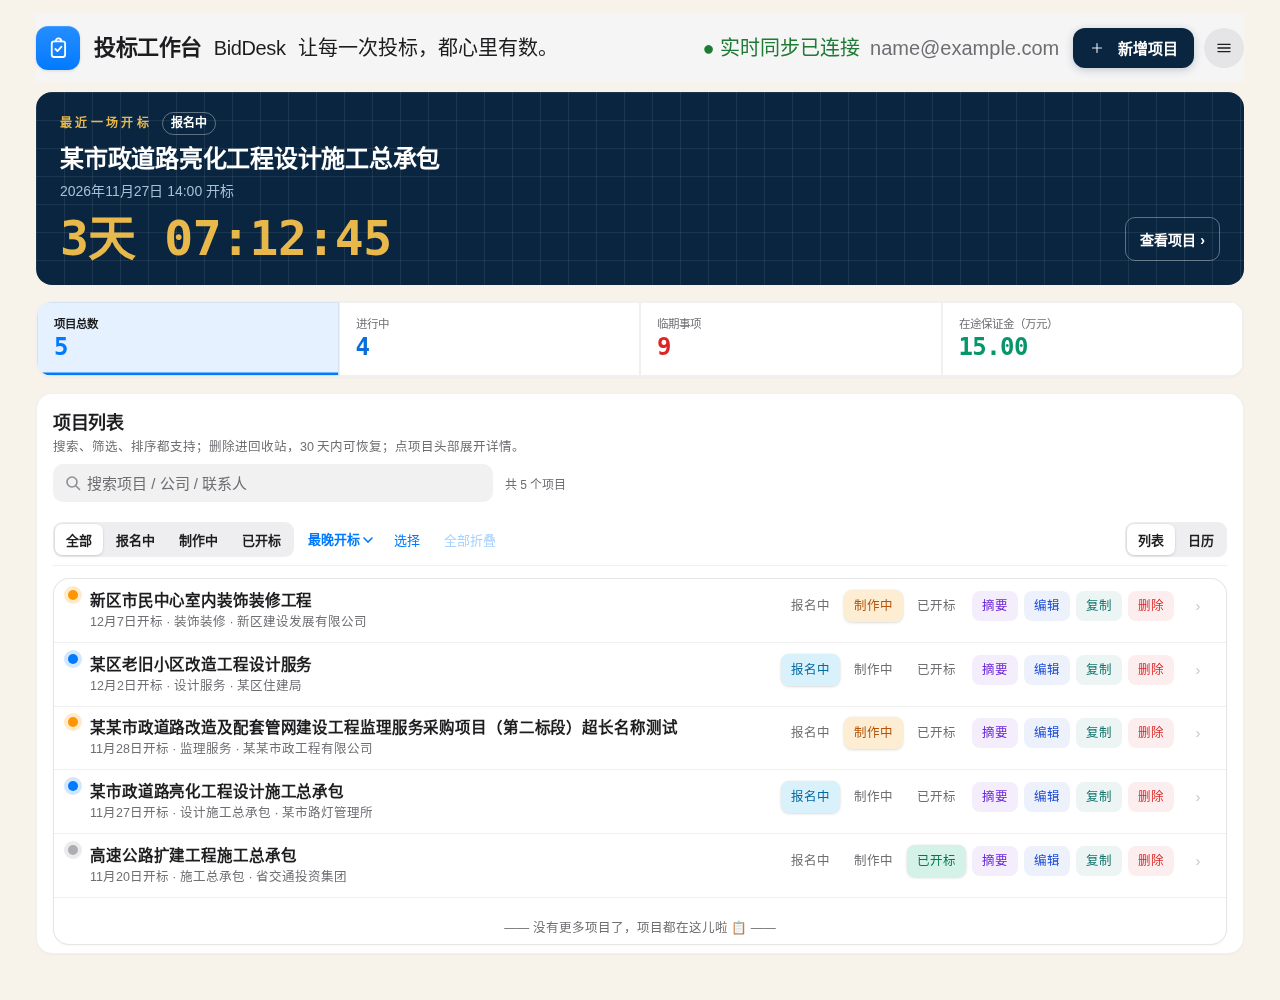 投标工作台 BidDesk 让每一次投标，都心里有数。
● 实时同步已连接 name@example.com
＋ 新增项目
最近一场开标 报名中
某市政道路亮化工程设计施工总承包
2026年11月27日 14:00 开标
3天 07:12:45
查看项目 ›
项目总数
5
进行中
4
临期事项
9
在途保证金（万元）
15.00
项目列表
搜索、筛选、排序都支持；删除进回收站，30 天内可恢复；点项目头部展开详情。
搜索项目 / 公司 / 联系人
共 5 个项目
全部 报名中 制作中 已开标 最晚开标 选择 全部折叠 列表 日历
新区市民中心室内装饰装修工程
12月7日开标 · 装饰装修 · 新区建设发展有限公司
报名中 制作中 已开标 摘要 编辑 复制 删除 ›
某区老旧小区改造工程设计服务
12月2日开标 · 设计服务 · 某区住建局
报名中 制作中 已开标 摘要 编辑 复制 删除 ›
某某市政道路改造及配套管网建设工程监理服务采购项目（第二标段）超长名称测试
11月28日开标 · 监理服务 · 某某市政工程有限公司
报名中 制作中 已开标 摘要 编辑 复制 删除 ›
某市政道路亮化工程设计施工总承包
11月27日开标 · 设计施工总承包 · 某市路灯管理所
报名中 制作中 已开标 摘要 编辑 复制 删除 ›
高速公路扩建工程施工总承包
11月20日开标 · 施工总承包 · 省交通投资集团
报名中 制作中 已开标 摘要 编辑 复制 删除 ›
—— 没有更多项目了，项目都在这儿啦 📋 ——